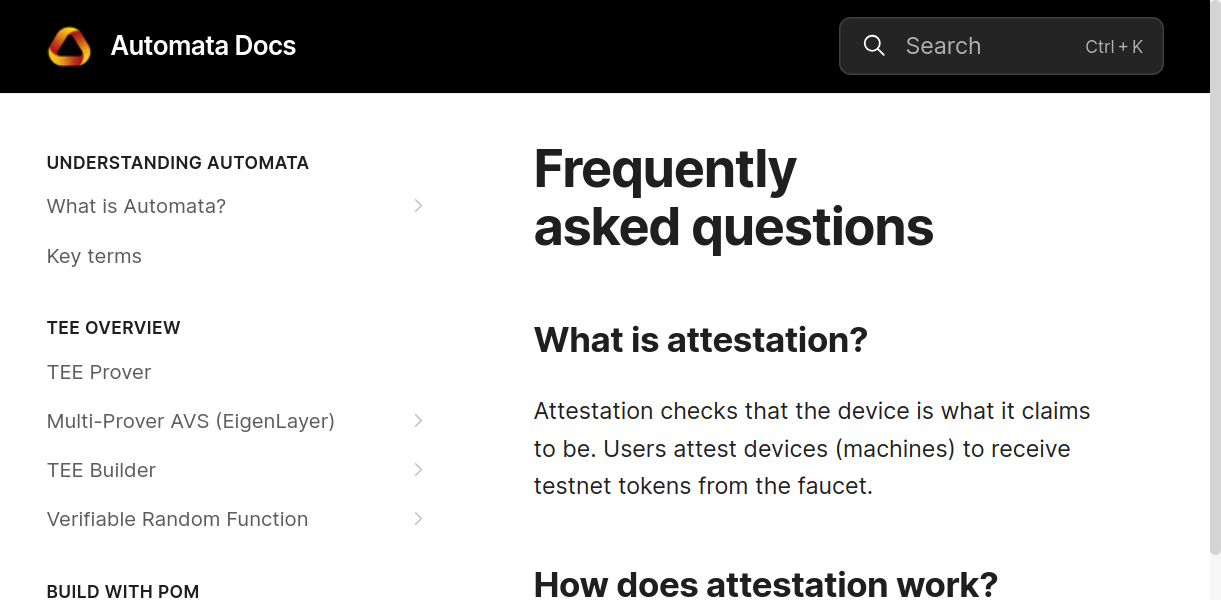 Automata Docs
Search Ctrl + K
UNDERSTANDING AUTOMATA
What is Automata?
Key terms
TEE OVERVIEW
TEE Prover
Multi-Prover AVS (EigenLayer)
TEE Builder
Verifiable Random Function
BUILD WITH POM
Frequently
asked questions
What is attestation?
Attestation checks that the device is what it claims
to be. Users attest devices (machines) to receive
testnet tokens from the faucet.
How does attestation work?